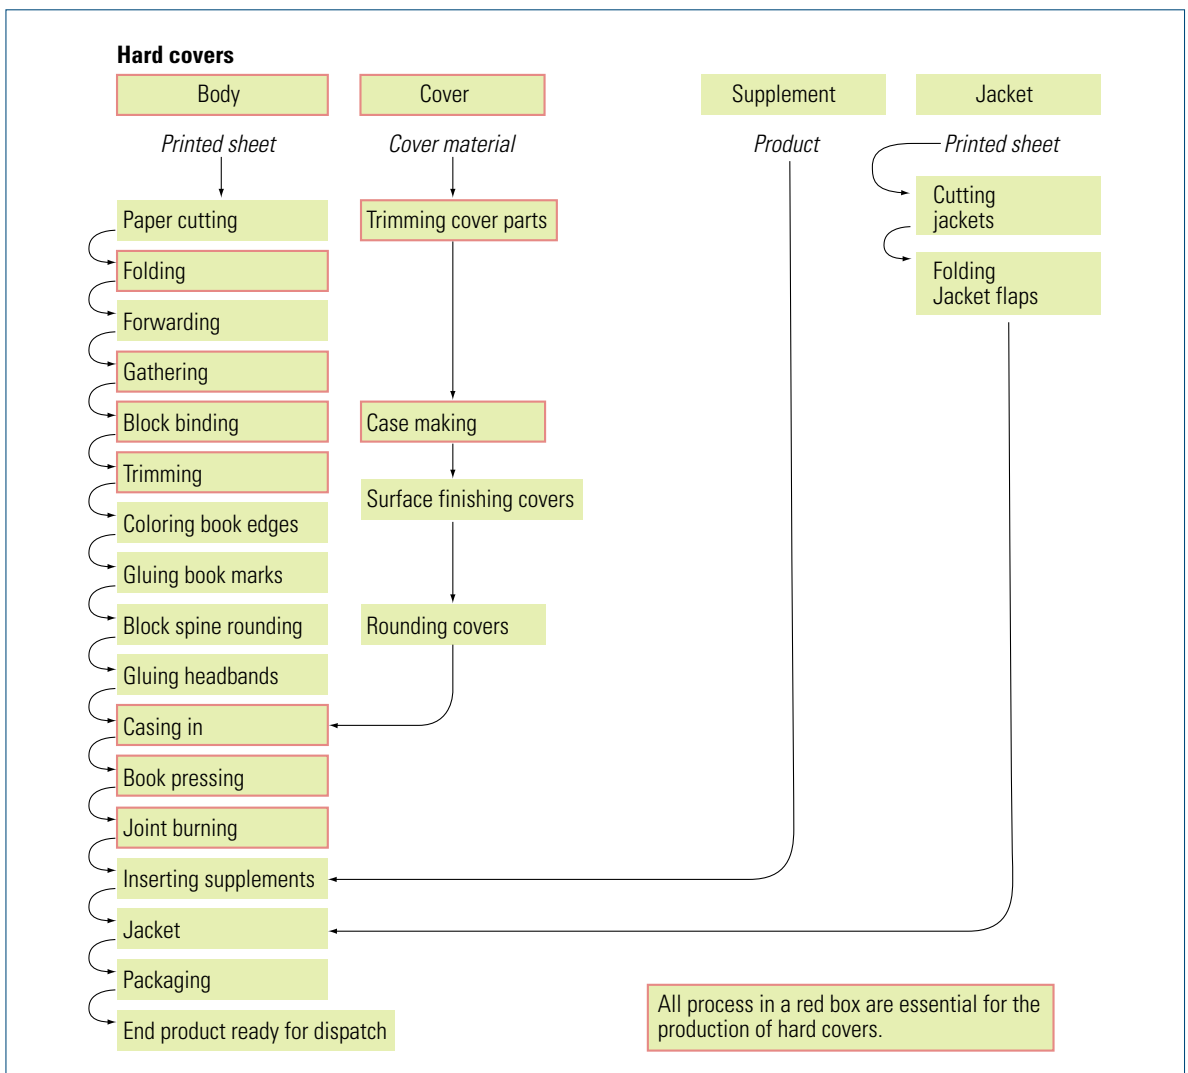 Hard covers
Body
Cover
Supplement
Jacket
Printed sheet
Cover material
Product
Printed sheet
Paper cutting
Folding
Forwarding
Gathering
Block binding
Trimming
Coloring book edges
Gluing book marks
Block spine rounding
Gluing headbands
Casing in
Book pressing
Joint burning
Inserting supplements
Jacket
Packaging
End product ready for dispatch
Trimming cover parts
Case making
Surface finishing covers
Rounding covers
Cutting
jackets
Folding
Jacket flaps
All process in a red box are essential for the
production of hard covers.